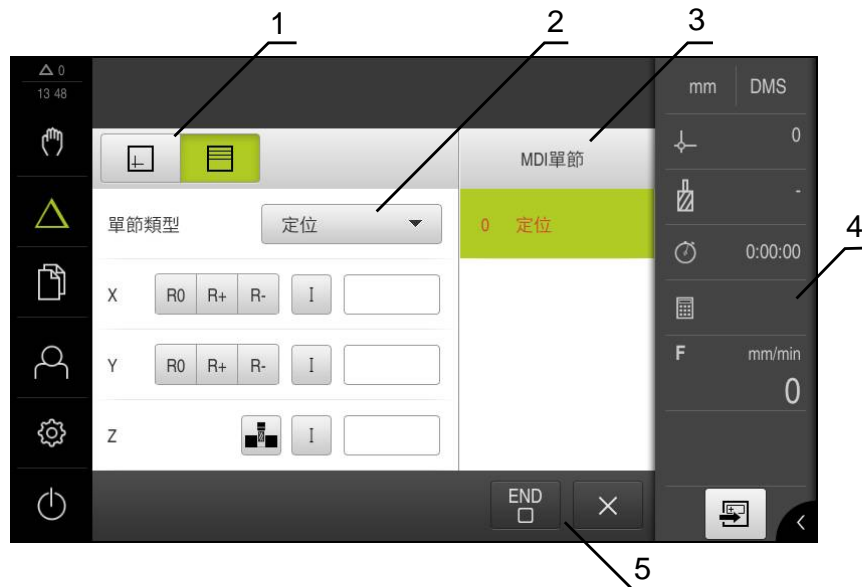 1
2
3
0
13 48
mm DMS
0
MDI單節
-
單節類型 定位
0 定位
4
0:00:00
X R0 R+ R- I
F mm/min
0
Y R0 R+ R- I
Z I
END
5